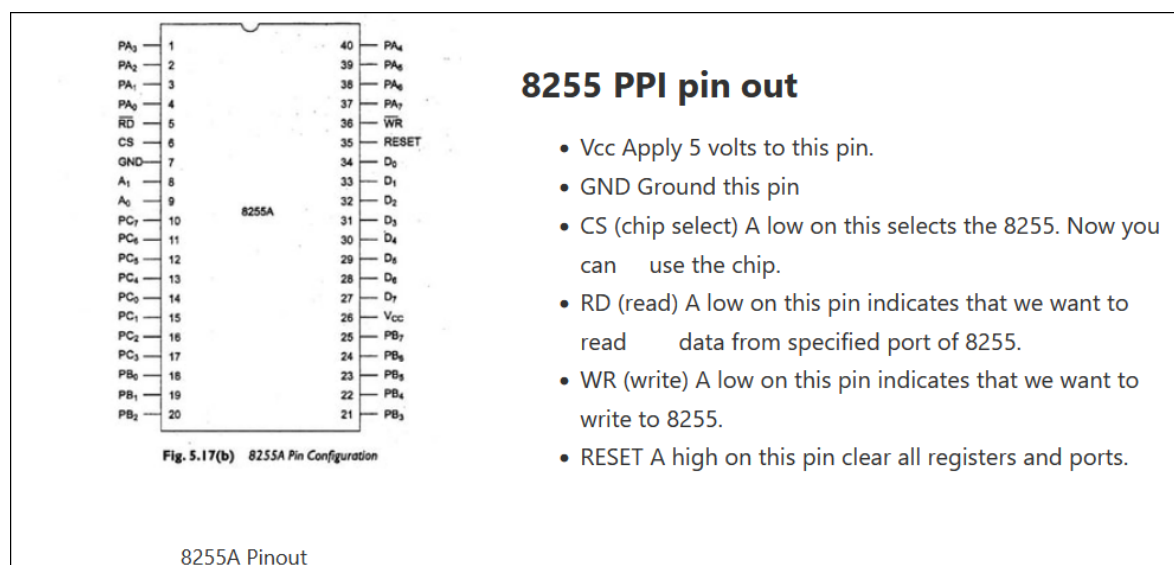 PA₃ 1 40 PA₄
PA₂ 2 39 PA₅
PA₁ 3 38 PA₆
PA₀ 4 37 PA₇
R̅D̅ 5 36 W̅R̅
CS 6 35 RESET
GND 7 34 D₀
A₁ 8 33 D₁
A₀ 9 32 D₂
PC₇ 10 31 D₃
PC₆ 11 30 D₄
PC₅ 12 29 D₅
PC₄ 13 28 D₆
PC₀ 14 27 D₇
PC₁ 15 26 Vcc
PC₂ 16 25 PB₇
PC₃ 17 24 PB₆
PB₀ 18 23 PB₅
PB₁ 19 22 PB₄
PB₂ 20 21 PB₃
8255A
Fig. 5.17(b) 8255A Pin Configuration
8255A Pinout
8255 PPI pin out
• Vcc Apply 5 volts to this pin.
• GND Ground this pin
• CS (chip select) A low on this selects the 8255. Now you
can use the chip.
• RD (read) A low on this pin indicates that we want to
read data from specified port of 8255.
• WR (write) A low on this pin indicates that we want to
write to 8255.
• RESET A high on this pin clear all registers and ports.